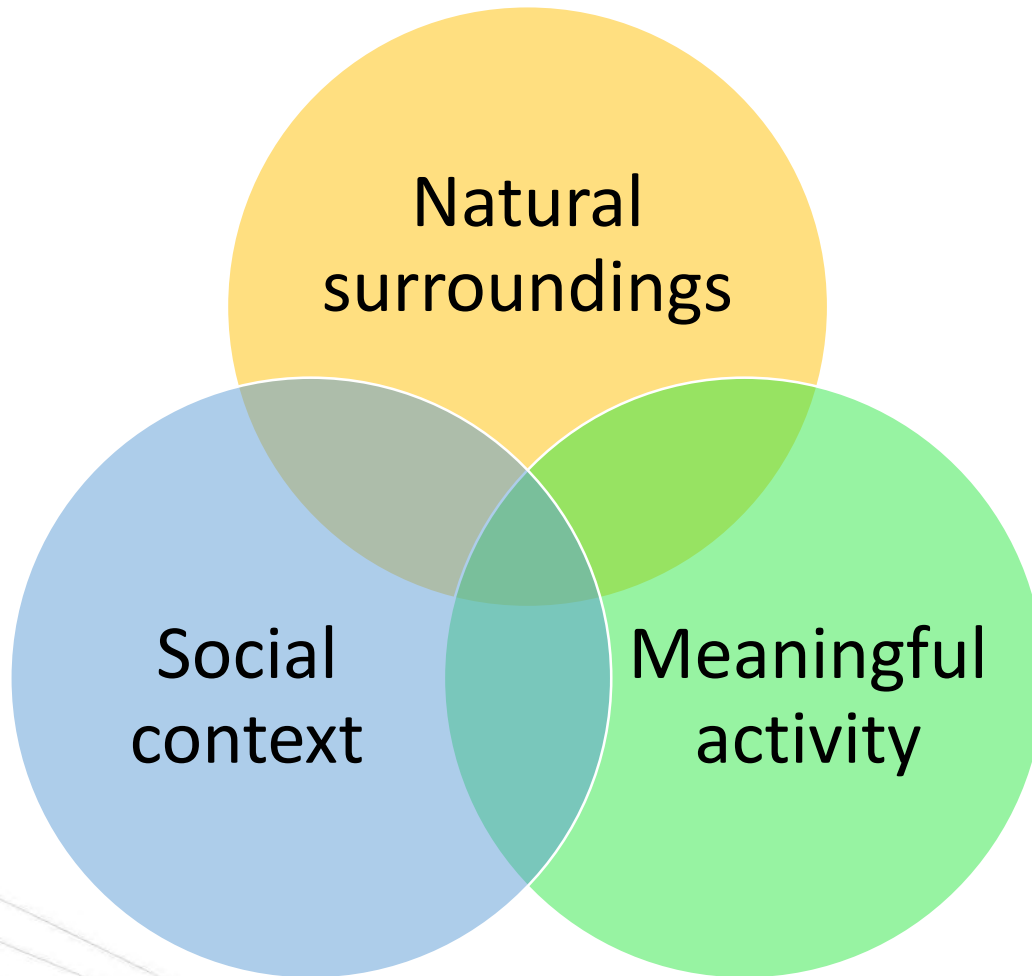 Natural
surroundings
Social
context
Meaningful
activity